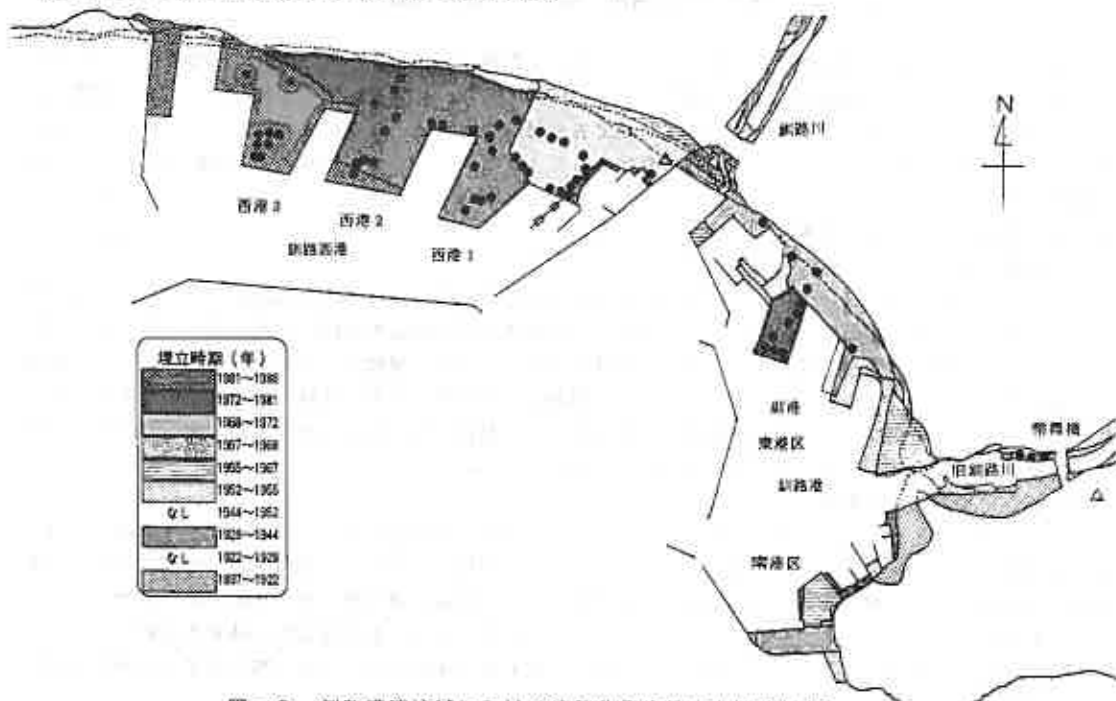 N
釧路川
西港3
西港2
釧路西港
西港1
埋立時期(年)
1981〜1988
1972〜1981
1968〜1972
1967〜1968
1955〜1967
1952〜1955
なし 1944〜1952
1929〜1944
なし 1922〜1929
1897〜1922
東港区
釧路港
旧釧路川
幣舞橋
南港区